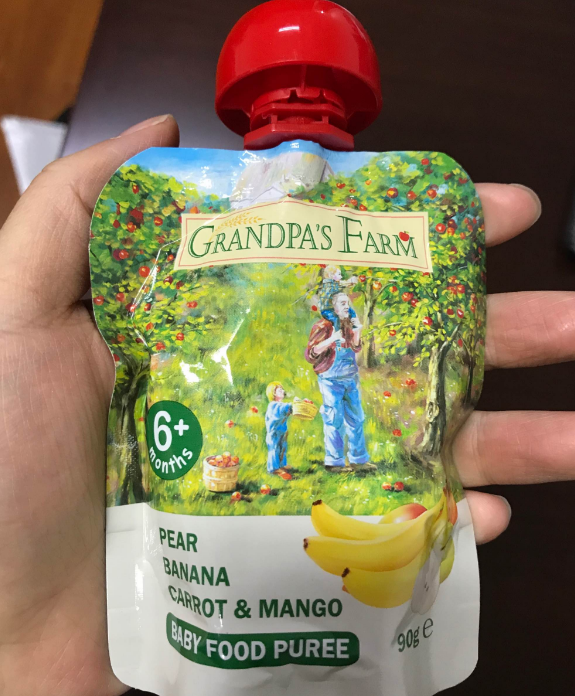 GRANDPA'S FARM
6+
months
PEAR
BANANA
CARROT & MANGO
BABY FOOD PUREE
90g e